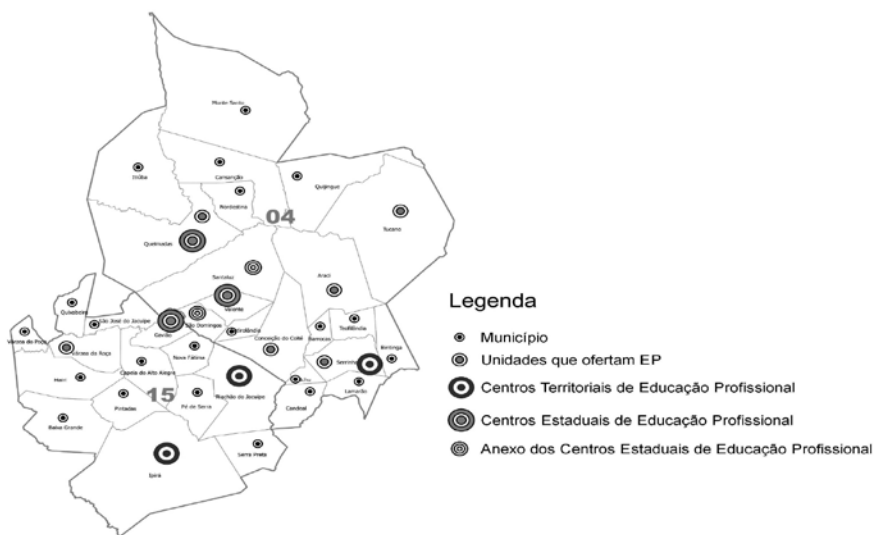 Monte Santo
Itiúba
Cansanção
Quijingue
Nordestina
04
Tucano
Queimadas
Santaluz
Araci
Valente
Quixabeira
São José do Jacuípe
São Domingos
Gavião
Retirolândia
Teofilândia
Barrocas
Conceição do Coité
Várzea do Poço
Várzea da Roça
Nova Fátima
Serrinha
Biritinga
Capela do Alto Alegre
Mairi
15
Riachão do Jacuípe
Lamarão
Pintadas
Pé de Serra
Candeal
Baixa Grande
Serra Preta
Ipirá
Legenda
Município
Unidades que ofertam EP
Centros Territoriais de Educação Profissional
Centros Estaduais de Educação Profissional
Anexo dos Centros Estaduais de Educação Profissional